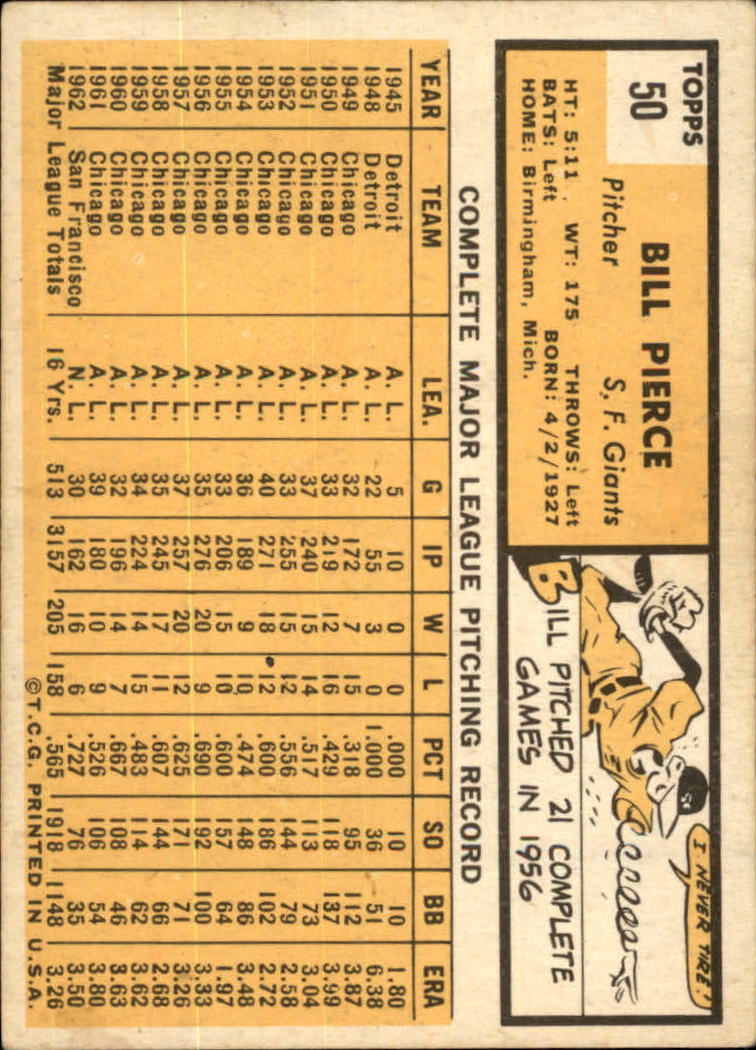 TOPPS
50
BILL PIERCE
Pitcher S. F. Giants
HT: 5:11 WT: 175 THROWS: Left
BATS: Left BORN: 4/2/1927
HOME: Birmingham, Mich.
I NEVER TIRE!
BILL PITCHED 21 COMPLETE
GAMES IN 1956
COMPLETE MAJOR LEAGUE PITCHING RECORD
YEAR TEAM LEA. G IP W L PCT SO BB ERA
1945 Detroit A. L. 5 10 0 0 .000 10 10 1.80
1948 Detroit A. L. 22 55 3 0 1.000 36 51 6.38
1949 Chicago A. L. 32 172 7 15 .318 95 112 3.87
1950 Chicago A. L. 33 219 12 16 .429 118 137 3.99
1951 Chicago A. L. 37 240 15 14 .517 113 73 3.04
1952 Chicago A. L. 33 255 15 12 .556 144 79 2.58
1953 Chicago A. L. 40 271 18 12 .600 186 102 2.72
1954 Chicago A. L. 36 189 9 10 .474 148 86 3.48
1955 Chicago A. L. 33 206 15 10 .600 157 64 1.97
1956 Chicago A. L. 35 276 20 9 .690 192 100 3.33
1957 Chicago A. L. 37 257 20 12 .625 171 71 3.26
1958 Chicago A. L. 35 245 17 11 .607 144 66 2.68
1959 Chicago A. L. 34 224 14 15 .483 114 62 3.62
1960 Chicago A. L. 32 196 14 7 .667 108 46 3.63
1961 Chicago A. L. 39 180 10 9 .526 106 54 3.80
1962 San Francisco N. L. 30 162 16 6 .727 76 35 3.50
Major League Totals 16 Yrs. 513 3157 205 158 .565 1918 1148 3.26
©T.C.G. PRINTED IN U.S.A.